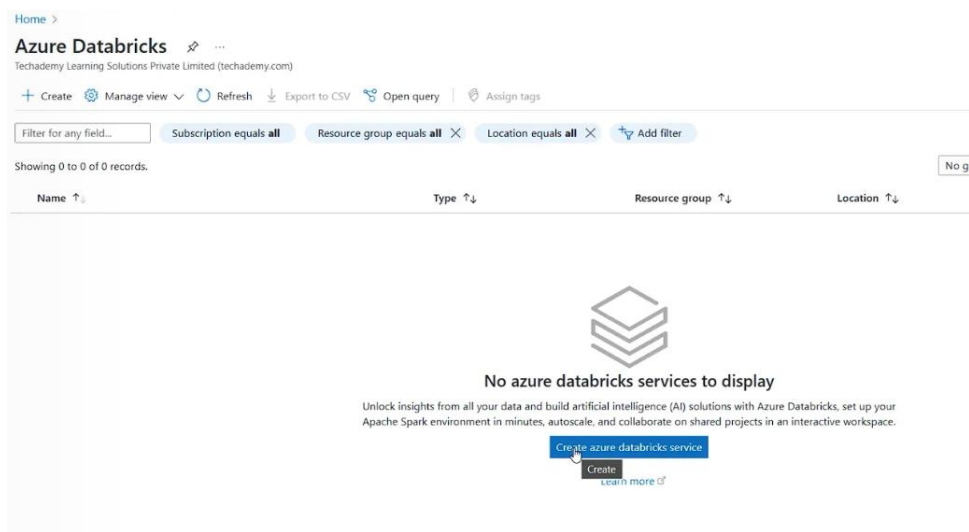 Home >
Azure Databricks ...
Techademy Learning Solutions Private Limited (techademy.com)
+ Create Manage view Refresh Export to CSV Open query Assign tags
Filter for any field... Subscription equals all Resource group equals all Location equals all Add filter
Showing 0 to 0 of 0 records.
No g
Name Type Resource group Location
No azure databricks services to display
Unlock insights from all your data and build artificial intelligence (AI) solutions with Azure Databricks, set up your
Apache Spark environment in minutes, autoscale, and collaborate on shared projects in an interactive workspace.
Create azure databricks service
Create
Learn more